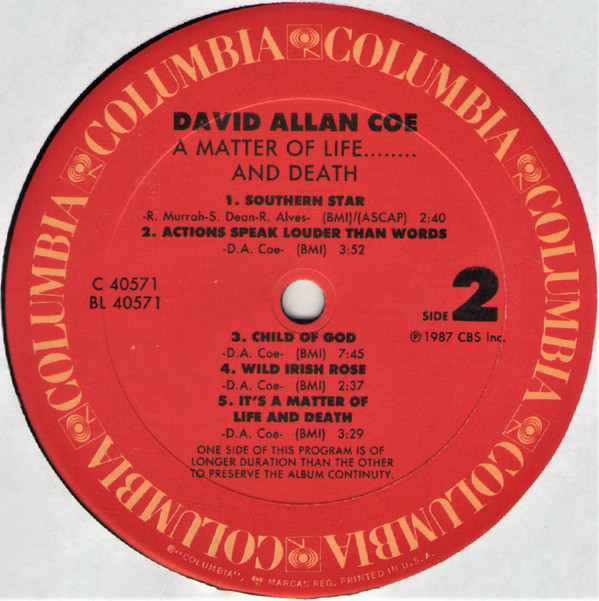 COLUMBIA COLUMBIA COLUMBIA COLUMBIA COLUMBIA COLUMBIA COLUMBIA COLUMBIA
DAVID ALLAN COE
A MATTER OF LIFE........
AND DEATH
1. SOUTHERN STAR
-R. Murrah-S. Dean-R. Alves- (BMI)/(ASCAP) 2:40
2. ACTIONS SPEAK LOUDER THAN WORDS
-D.A. Coe- (BMI) 3:52
C 40571
BL 40571
SIDE 2
℗ 1987 CBS Inc.
3. CHILD OF GOD
-D.A. Coe- (BMI) 7:45
4. WILD IRISH ROSE
-D.A. Coe- (BMI) 2:37
5. IT'S A MATTER OF
LIFE AND DEATH
-D.A. Coe- (BMI) 3:29
ONE SIDE OF THIS PROGRAM IS OF
LONGER DURATION THAN THE OTHER
TO PRESERVE THE ALBUM CONTINUITY.
"COLUMBIA", MARCAS REG. PRINTED IN U.S.A.